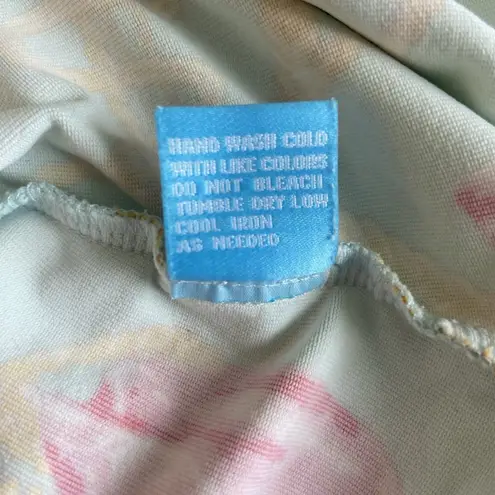 HAND WASH COLD
WITH LIKE COLORS
DO NOT BLEACH
TUMBLE DRY LOW
COOL IRON
AS NEEDED